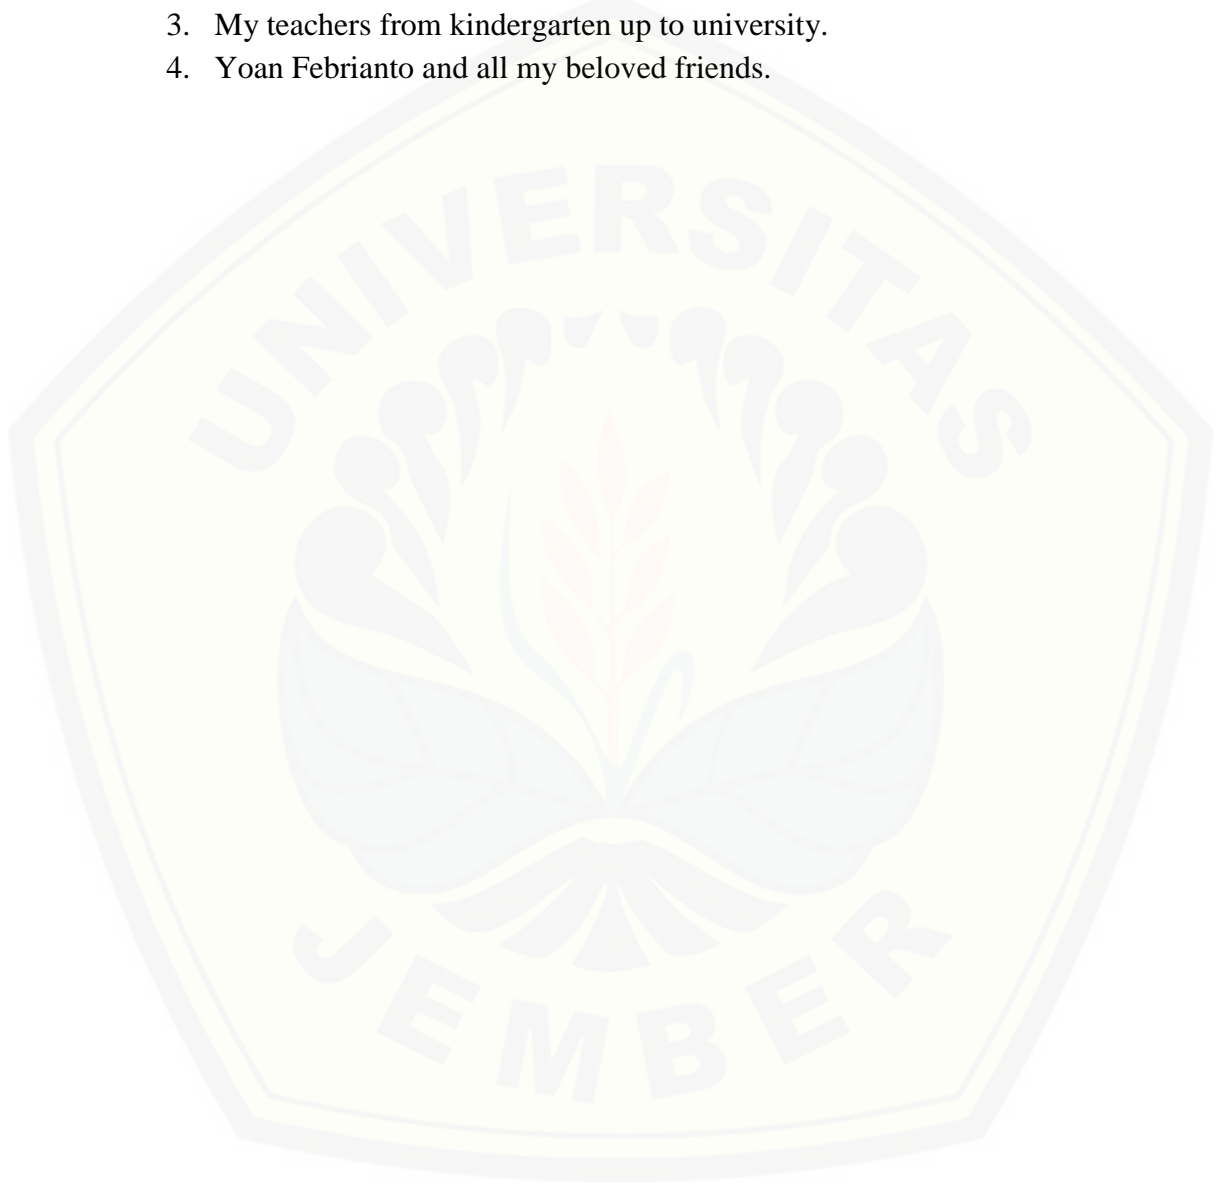 3. My teachers from kindergarten up to university.
4. Yoan Febrianto and all my beloved friends.
UNIVERSITAS
JEMBER